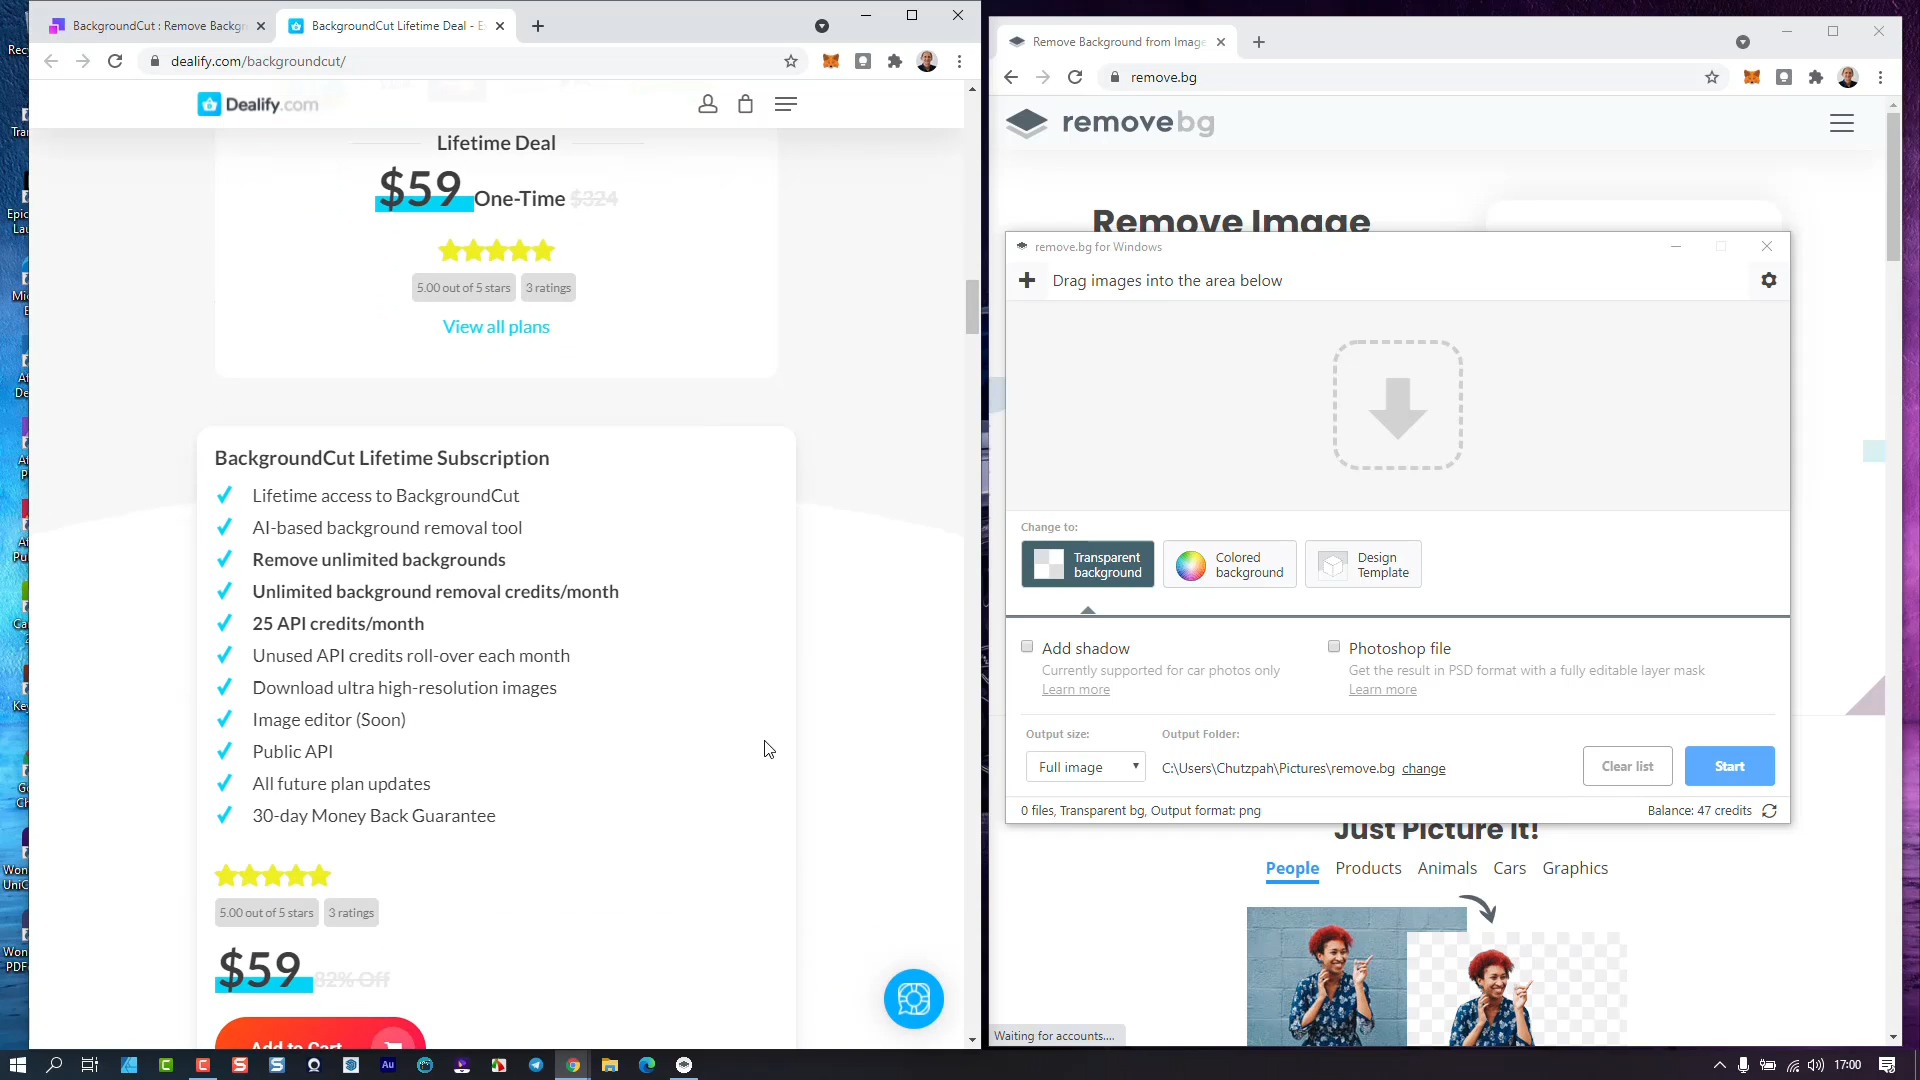 BackgroundCut : Remove Backgr
BackgroundCut Lifetime Deal - E
dealify.com/backgroundcut/
Dealify.com
Lifetime Deal
$59 One-Time $324
5.00 out of 5 stars
3 ratings
View all plans
BackgroundCut Lifetime Subscription
Lifetime access to BackgroundCut
AI-based background removal tool
Remove unlimited backgrounds
Unlimited background removal credits/month
25 API credits/month
Unused API credits roll-over each month
Download ultra high-resolution images
Image editor (Soon)
Public API
All future plan updates
30-day Money Back Guarantee
5.00 out of 5 stars
3 ratings
$59 82% Off
Add to Cart
Remove Background from Image
remove.bg
removebg
Remove Image
remove.bg for Windows
Drag images into the area below
Change to:
Transparent
background
Colored
background
Design
Template
Add shadow
Currently supported for car photos only
Learn more
Photoshop file
Get the result in PSD format with a fully editable layer mask
Learn more
Output size:
Full image
Output Folder:
C:\Users\Chutzpah\Pictures\remove.bg change
Clear list
Start
0 files, Transparent bg, Output format: png
Balance: 47 credits
Just Picture It!
People
Products
Animals
Cars
Graphics
Waiting for accounts....
Au
17:00